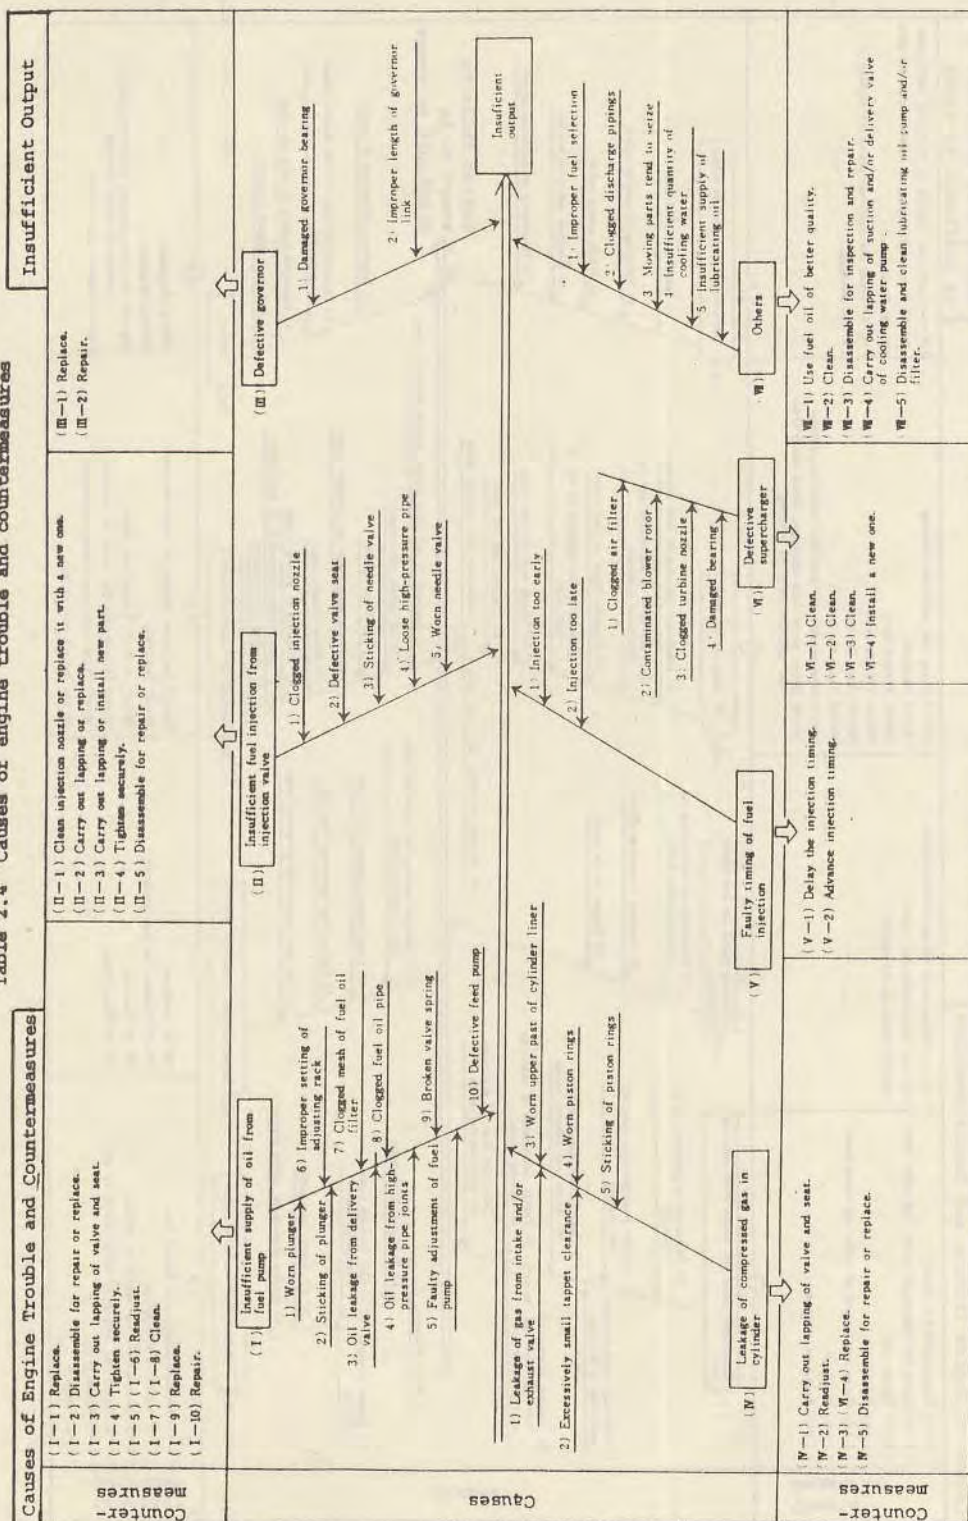 Table 2.4 Causes of engine trouble and countermeasures
Causes of Engine Trouble and Countermeasures
Insufficient Output
Counter-
measures
(I-1) Replace.
(I-2) Disassemble for repair or replace.
(I-3) Carry out lapping of valve and seat.
(I-4) Tighten securely.
(I-5) (I-6) Readjust.
(I-7) (I-8) Clean.
(I-9) Replace.
(I-10) Repair.
(II-1) Clean injection nozzle or replace it with a new one.
(II-2) Carry out lapping or replace.
(II-3) Carry out lapping or install new part.
(II-4) Tighten securely.
(II-5) Disassemble for repair or replace.
(III-1) Replace.
(III-2) Repair.
Causes
(I) Insufficient supply of oil from
fuel pump
1) Worn plunger
2) Sticking of plunger
3) Oil leakage from delivery
valve
4) Oil leakage from high-
pressure pipe joints
5) Faulty adjustment of fuel
pump
6) Improper setting of
adjusting rack
7) Clogged mesh of fuel oil
filter
8) Clogged fuel oil pipe
9) Broken valve spring
10) Defective feed pump
(II) Insufficient fuel injection from
injection valve
1) Clogged injection nozzle
2) Defective valve seat
3) Sticking of needle valve
4) Loose high-pressure pipe
5) Worn needle valve
(III) Defective governor
1) Damaged governor bearing
2) Improper length of governor
link
Insuficient
output
1) Leakage of gas from intake and/or
exhaust valve
2) Excessively small tappet clearance
3) Worn upper past of cylinder liner
4) Worn piston rings
5) Sticking of piston rings
(IV) Leakage of compressed gas in
cylinder
1) Injection too early
2) Injection too late
(V) Faulty timing of fuel
injection
1) Clogged air filter
2) Contaminated blower rotor
3) Clogged turbine nozzle
4) Damaged bearing
(VI) Defective
supercharger
1) Improper fuel selection
2) Clogged discharge pipings
3 Moving parts tend to seize
4 Insufficient quantity of
cooling water
5 Insufficient supply of
lubricating oil
(VII) Others
Counter-
measures
(IV-1) Carry out lapping of valve and seat.
(IV-2) Readjust.
(IV-3) (VI-4) Replace.
(IV-5) Disassemble for repair or replace.
(V-1) Delay the injection timing.
(V-2) Advance injection timing.
(VI-1) Clean.
(VI-2) Clean.
(VI-3) Clean.
(VI-4) Install a new one.
(VII-1) Use fuel oil of better quality.
(VII-2) Clean.
(VII-3) Disassemble for inspection and repair.
(VII-4) Carry out lapping of suction and/or delivery valve
of cooling water pump.
(VII-5) Disassemble and clean lubricating oil pump and/or
filter.